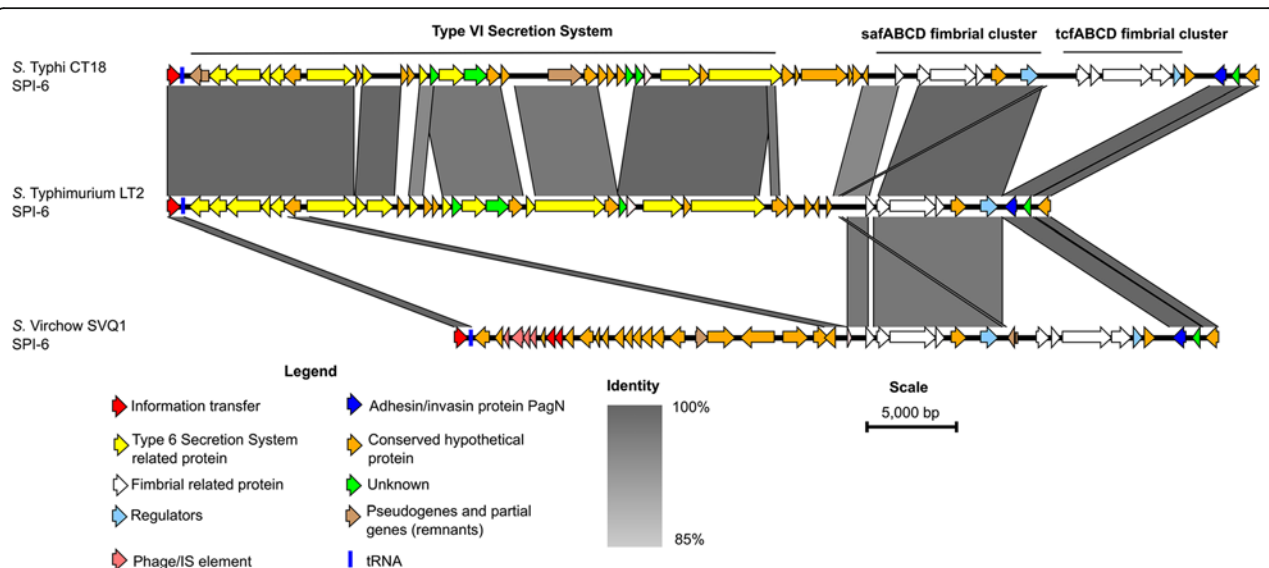 Type VI Secretion System
safABCD fimbrial cluster
tcfABCD fimbrial cluster
S. Typhi CT18
SPI-6
S. Typhimurium LT2
SPI-6
S. Virchow SVQ1
SPI-6
Legend
Information transfer
Type 6 Secretion System
related protein
Fimbrial related protein
Regulators
Phage/IS element
Adhesin/invasin protein PagN
Conserved hypothetical
protein
Unknown
Pseudogenes and partial
genes (remnants)
tRNA
Identity
100%
85%
Scale
5,000 bp